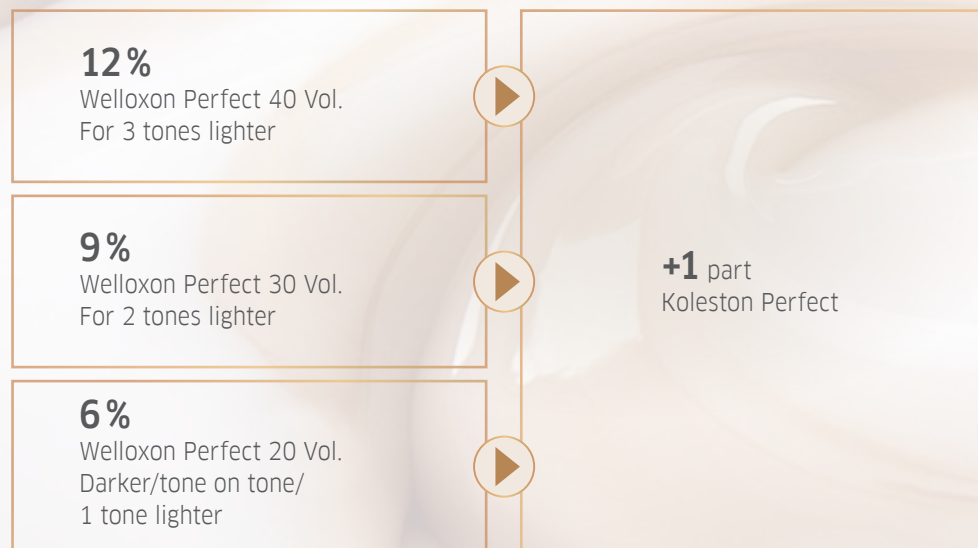 12%
Welloxon Perfect 40 Vol.
For 3 tones lighter
9%
Welloxon Perfect 30 Vol.
For 2 tones lighter
6%
Welloxon Perfect 20 Vol.
Darker/tone on tone/
1 tone lighter
+1 part
Koleston Perfect